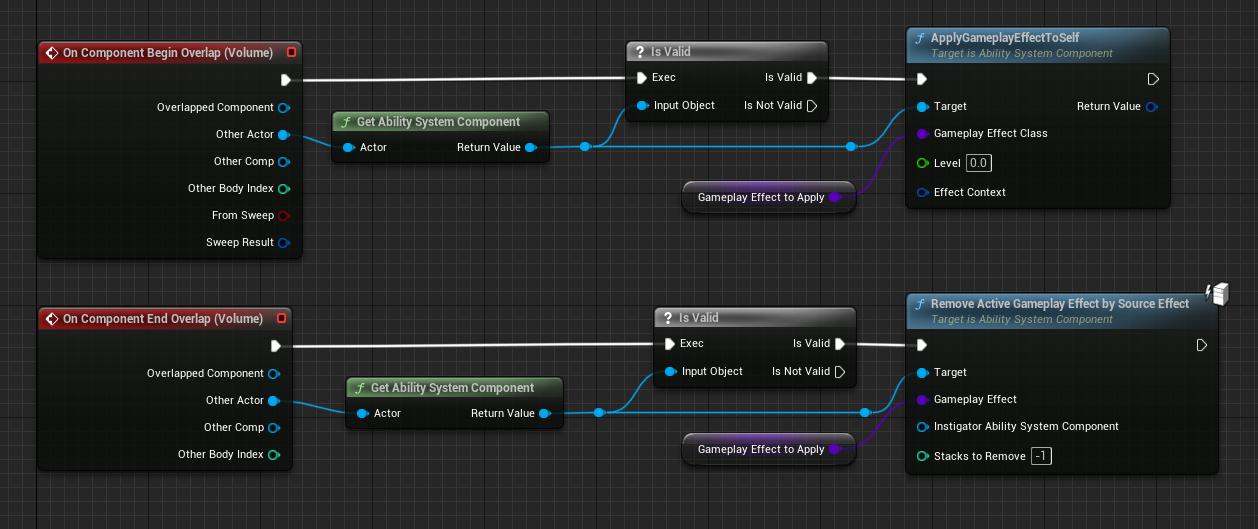 On Component Begin Overlap (Volume)
Overlapped Component
Other Actor
Other Comp
Other Body Index
From Sweep
Sweep Result
f Get Ability System Component
Actor
Return Value
? Is Valid
Exec
Is Valid
Input Object
Is Not Valid
Gameplay Effect to Apply
f ApplyGameplayEffectToSelf
Target is Ability System Component
Target
Return Value
Gameplay Effect Class
Level 0.0
Effect Context
On Component End Overlap (Volume)
Overlapped Component
Other Actor
Other Comp
Other Body Index
f Get Ability System Component
Actor
Return Value
? Is Valid
Exec
Is Valid
Input Object
Is Not Valid
Gameplay Effect to Apply
f Remove Active Gameplay Effect by Source Effect
Target is Ability System Component
Target
Gameplay Effect
Instigator Ability System Component
Stacks to Remove -1